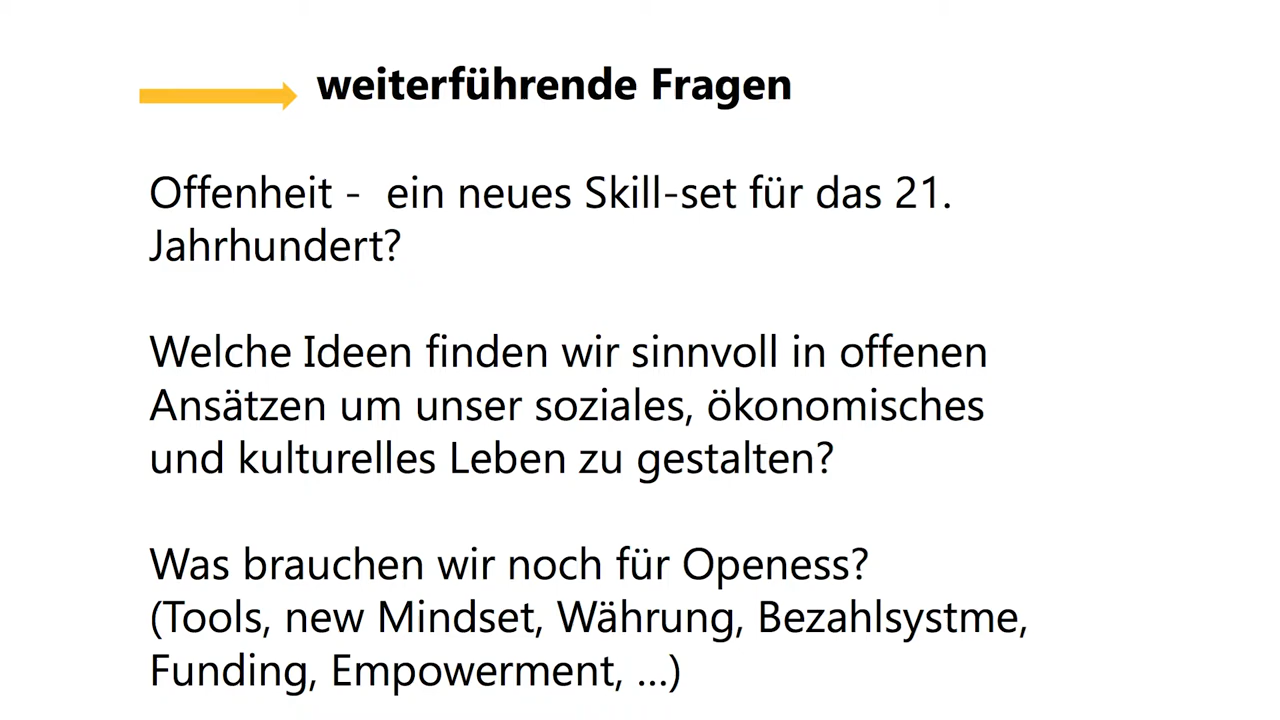 weiterführende Fragen
Offenheit -  ein neues Skill-set für das 21.
Jahrhundert?
Welche Ideen finden wir sinnvoll in offenen
Ansätzen um unser soziales, ökonomisches
und kulturelles Leben zu gestalten?
Was brauchen wir noch für Openess?
(Tools, new Mindset, Währung, Bezahlsystme,
Funding, Empowerment, ...)